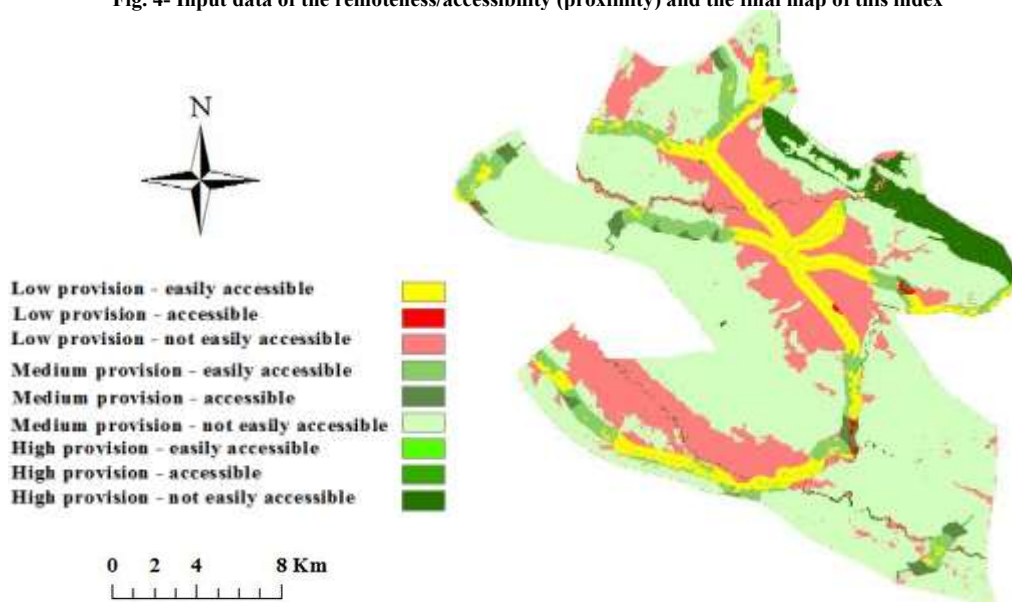 Fig. 4- Input data of the remoteness/accessibility (proximity) and the final map of this index
N
Low provision - easily accessible
Low provision - accessible
Low provision - not easily accessible
Medium provision - easily accessible
Medium provision - accessible
Medium provision - not easily accessible
High provision - easily accessible
High provision - accessible
High provision - not easily accessible
0 2 4 8 Km